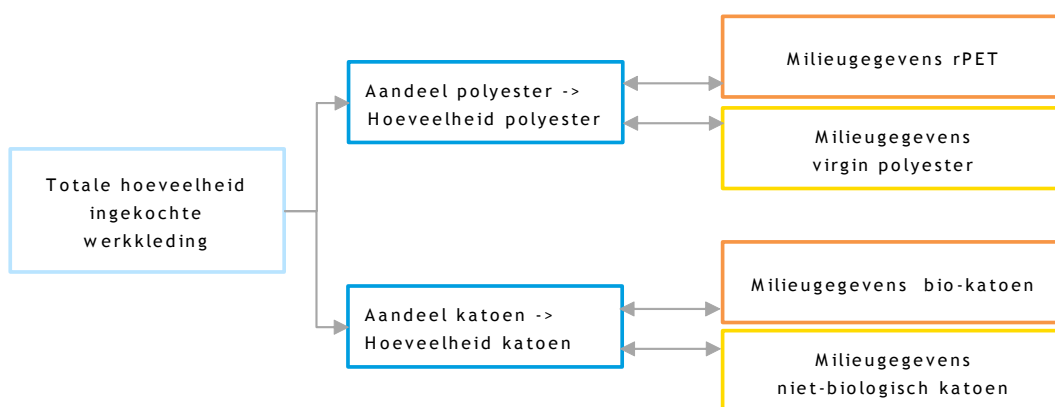 Totale hoeveelheid
ingekochte
werkkleding
Aandeel polyester ->
Hoeveelheid polyester
Milieugegevens rPET
Milieugegevens
virgin polyester
Aandeel katoen ->
Hoeveelheid katoen
Milieugegevens bio-katoen
Milieugegevens
niet-biologisch katoen